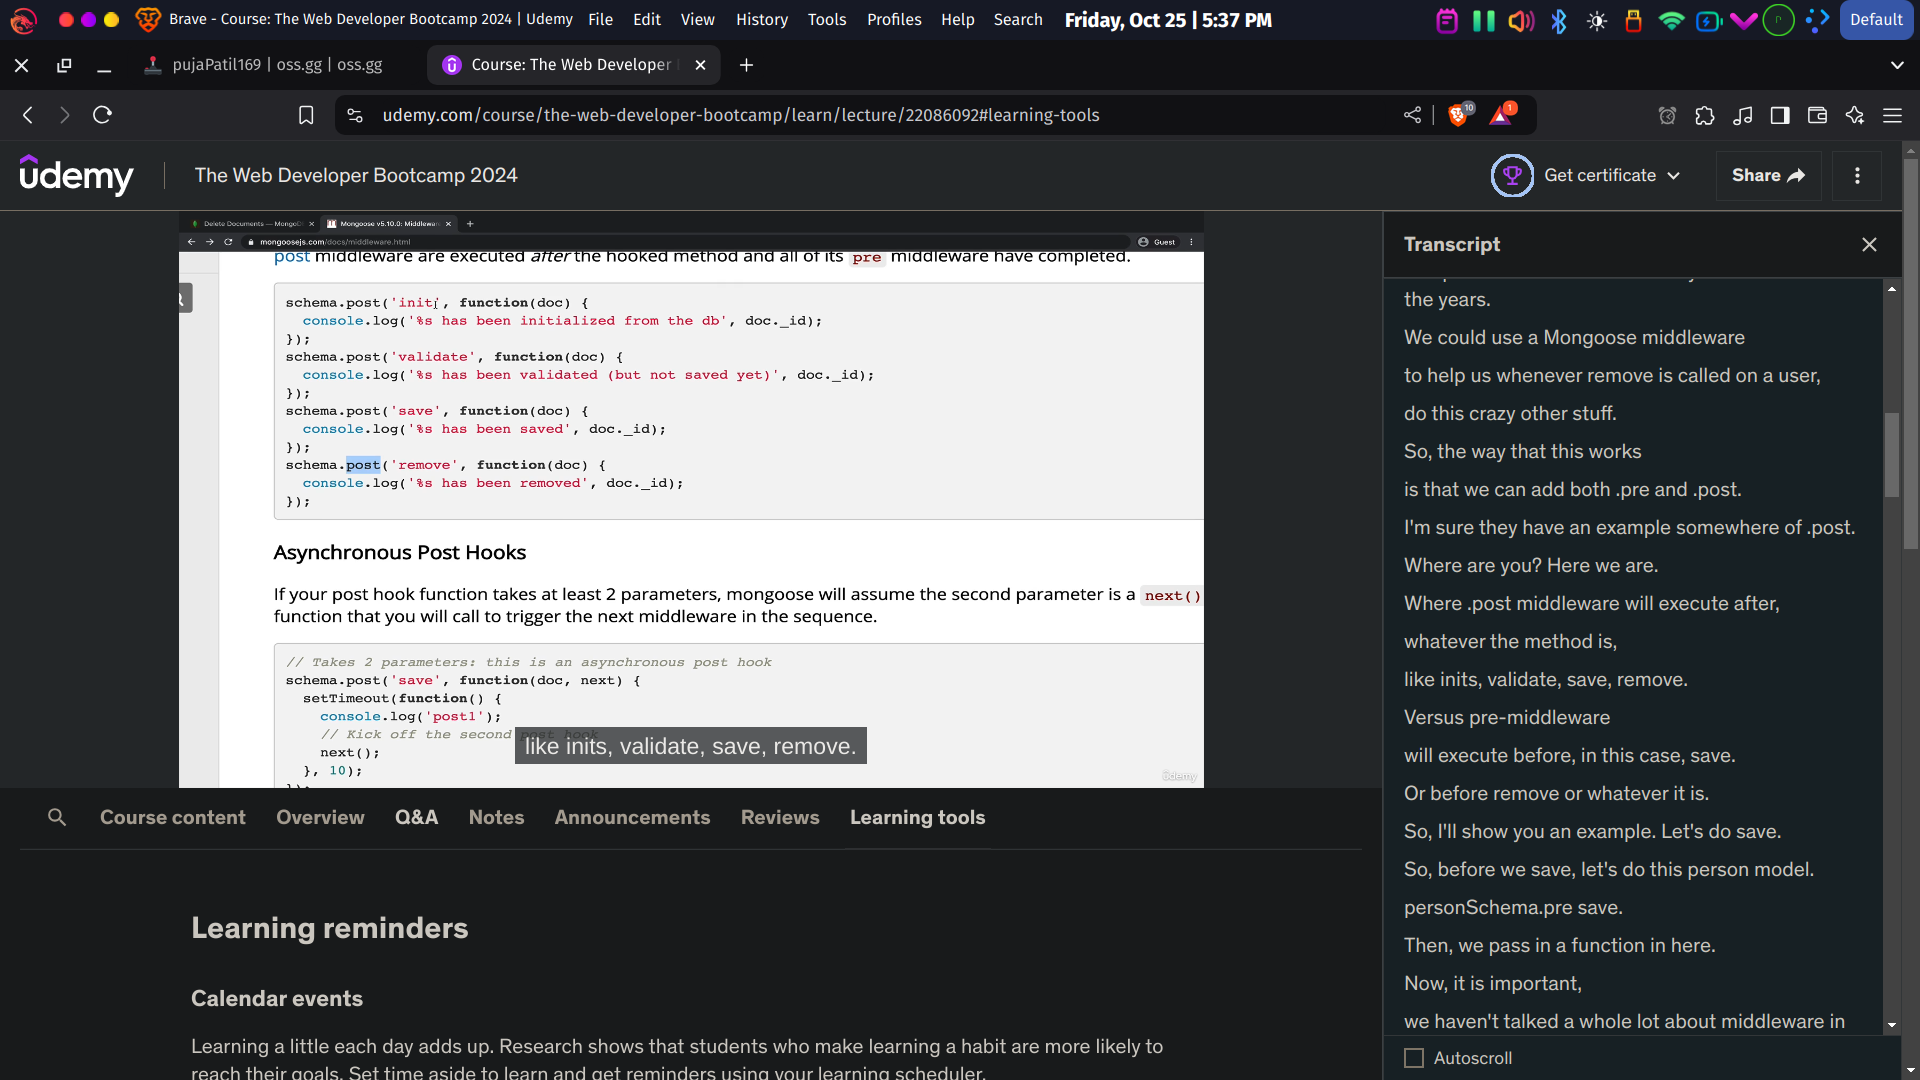 Brave - Course: The Web Developer Bootcamp 2024 | Udemy File Edit View History Tools Profiles Help Search Friday, Oct 25 | 5:37 PM Default
pujaPatil169 | oss.gg | oss.gg Course: The Web Developer
udemy.com/course/the-web-developer-bootcamp/learn/lecture/22086092#learning-tools 10 1
ûdemy The Web Developer Bootcamp 2024 Get certificate Share
Delete Documents — MongoD Mongoose v5.10.0: Middlewar
mongoosejs.com/docs/middleware.html Guest
post middleware are executed after the hooked method and all of its pre middleware have completed.
schema.post('init', function(doc) {
console.log('%s has been initialized from the db', doc._id);
});
schema.post('validate', function(doc) {
console.log('%s has been validated (but not saved yet)', doc._id);
});
schema.post('save', function(doc) {
console.log('%s has been saved', doc._id);
});
schema.post('remove', function(doc) {
console.log('%s has been removed', doc._id);
});
Asynchronous Post Hooks
If your post hook function takes at least 2 parameters, mongoose will assume the second parameter is a next()
function that you will call to trigger the next middleware in the sequence.
// Takes 2 parameters: this is an asynchronous post hook
schema.post('save', function(doc, next) {
setTimeout(function() {
console.log('post1');
// Kick off the second post hook
next();
}, 10);
like inits, validate, save, remove.
ûdemy
Course content Overview Q&A Notes Announcements Reviews Learning tools
Learning reminders
Calendar events
Learning a little each day adds up. Research shows that students who make learning a habit are more likely to
reach their goals. Set time aside to learn and get reminders using your learning scheduler.
Transcript
the years.
We could use a Mongoose middleware
to help us whenever remove is called on a user,
do this crazy other stuff.
So, the way that this works
is that we can add both .pre and .post.
I'm sure they have an example somewhere of .post.
Where are you? Here we are.
Where .post middleware will execute after,
whatever the method is,
like inits, validate, save, remove.
Versus pre-middleware
will execute before, in this case, save.
Or before remove or whatever it is.
So, I'll show you an example. Let's do save.
So, before we save, let's do this person model.
personSchema.pre save.
Then, we pass in a function in here.
Now, it is important,
we haven't talked a whole lot about middleware in
Autoscroll